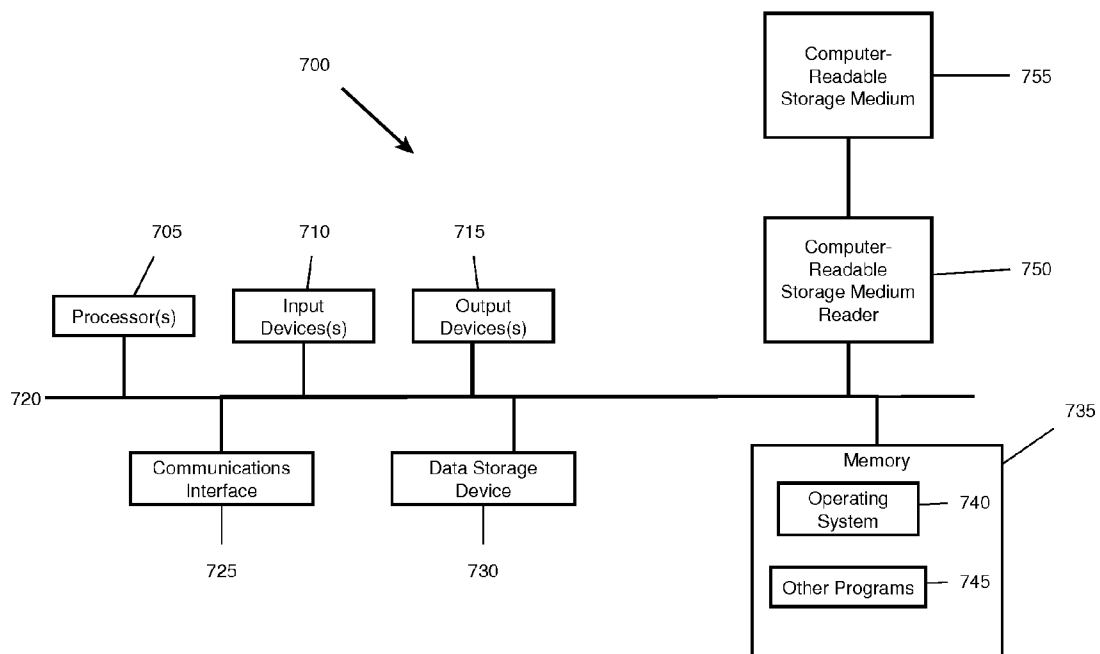 700
Computer-
Readable
Storage Medium
755
705
710
715
Processor(s)
Input
Devices(s)
Output
Devices(s)
Computer-
Readable
Storage Medium
Reader
750
720
735
Communications
Interface
Data Storage
Device
Memory
Operating
System
740
725
730
Other Programs
745